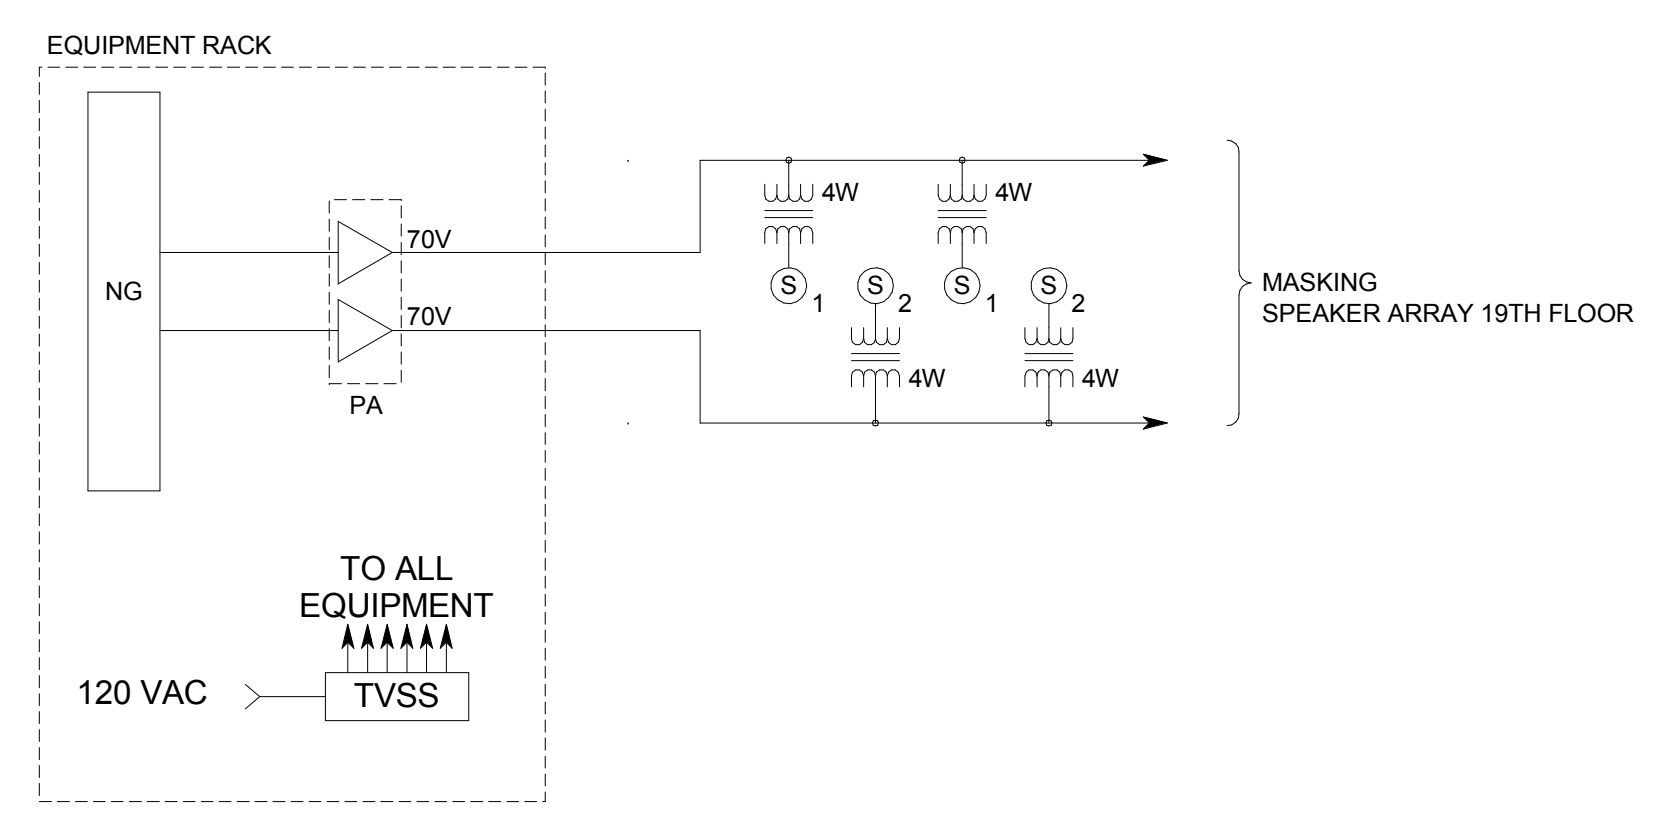 EQUIPMENT RACK
4W
4W
70V
NG
S
1
S
2
S
1
S
2
MASKING
SPEAKER ARRAY 19TH FLOOR
70V
4W
4W
PA
TO ALL
EQUIPMENT
120 VAC
TVSS